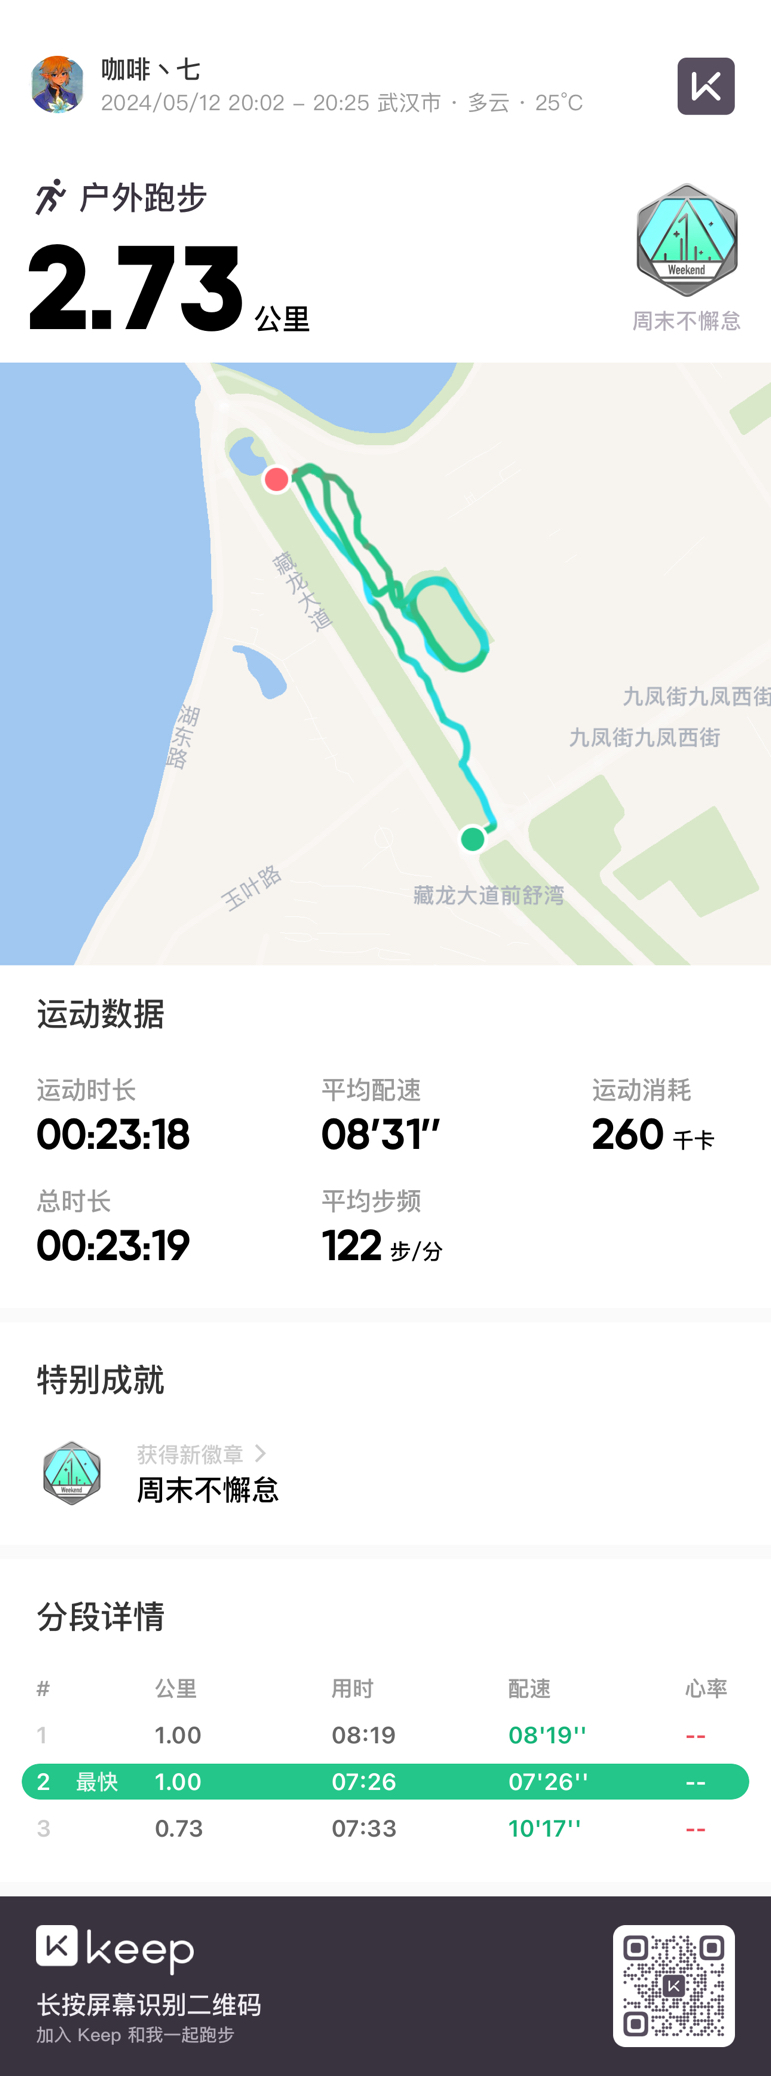 咖啡丶七
2024/05/12 20:02 – 20:25 武汉市 · 多云 · 25°C
户外跑步
2.73 公里
1
Weekend
周末不懈怠
藏龙大道
九凤街九凤西街
湖东路
九凤街九凤西街
玉叶路
藏龙大道前舒湾
运动数据
运动时长 平均配速 运动消耗
00:23:18 08’31’’ 260 千卡
总时长 平均步频
00:23:19 122 步/分
特别成就
获得新徽章 >
周末不懈怠
Weekend
分段详情
# 公里 用时 配速 心率
1 1.00 08:19 08'19'' --
2 最快 1.00 07:26 07'26'' --
3 0.73 07:33 10'17'' --
keep
长按屏幕识别二维码
加入 Keep 和我一起跑步